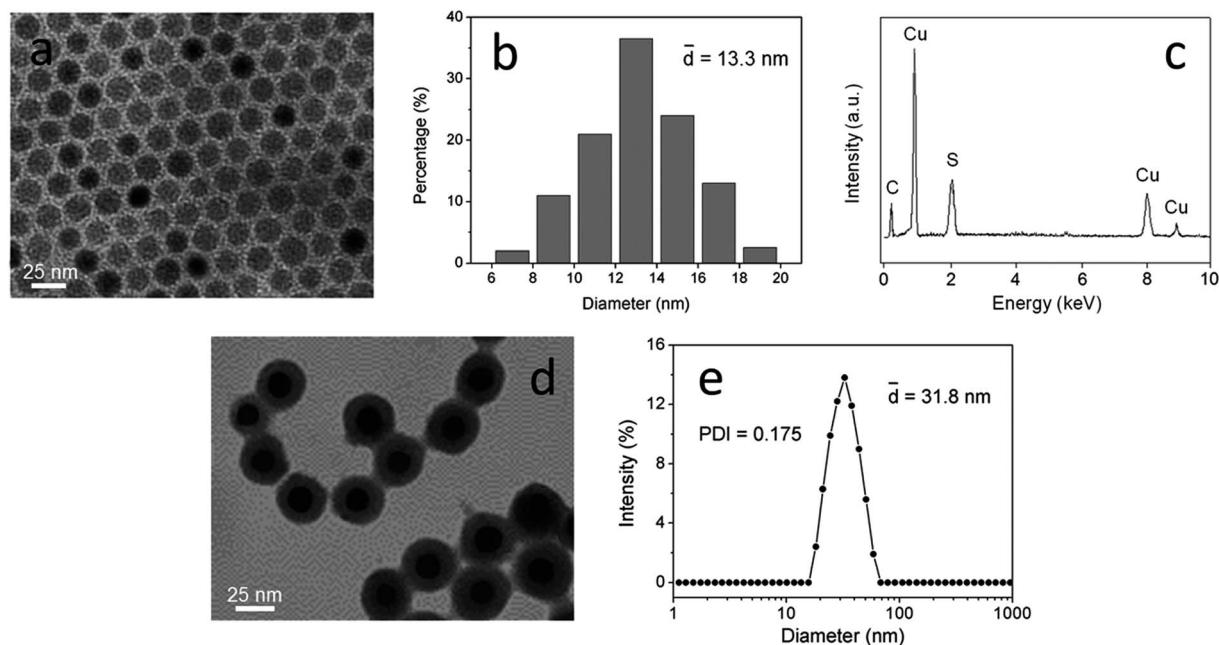 a
25 nm
b
d̄ = 13.3 nm
Percentage (%)
40
30
20
10
0
6 8 10 12 14 16 18 20
Diameter (nm)
c
Cu
C
S
Cu
Cu
Intensity (a.u.)
0 2 4 6 8 10
Energy (keV)
d
25 nm
e
d̄ = 31.8 nm
PDI = 0.175
Intensity (%)
16
12
8
4
0
1 10 100 1000
Diameter (nm)